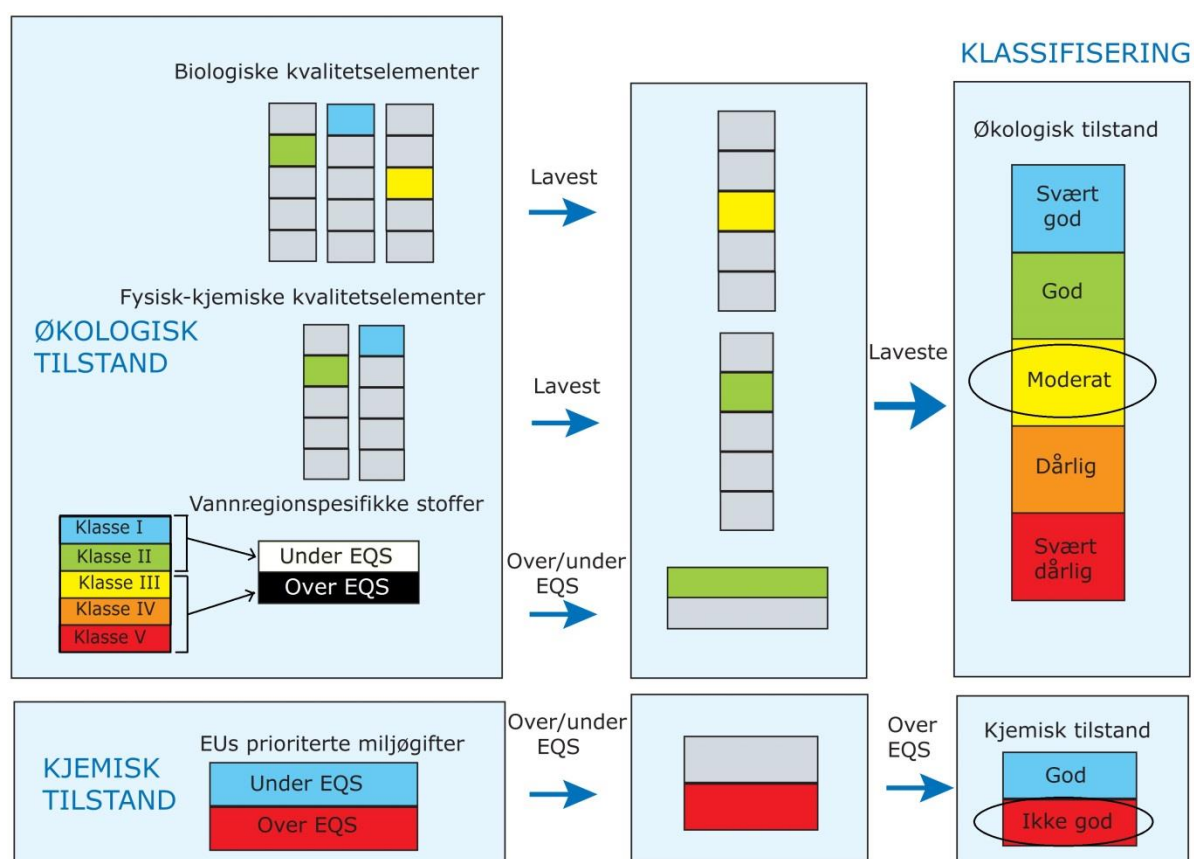 KLASSIFISERING
Biologiske kvalitetselementer
Lavest
Fysisk-kjemiske kvalitetselementer
ØKOLOGISK
TILSTAND
Lavest
Vannregionspesifikke stoffer
Klasse I
Klasse II
Klasse III
Klasse IV
Klasse V
Under EQS
Over EQS
Over/under
EQS
Laveste
Økologisk tilstand
Svært
god
God
Moderat
Dårlig
Svært
dårlig
KJEMISK
TILSTAND
EUs prioriterte miljøgifter
Under EQS
Over EQS
Over/under
EQS
Over
EQS
Kjemisk tilstand
God
Ikke god